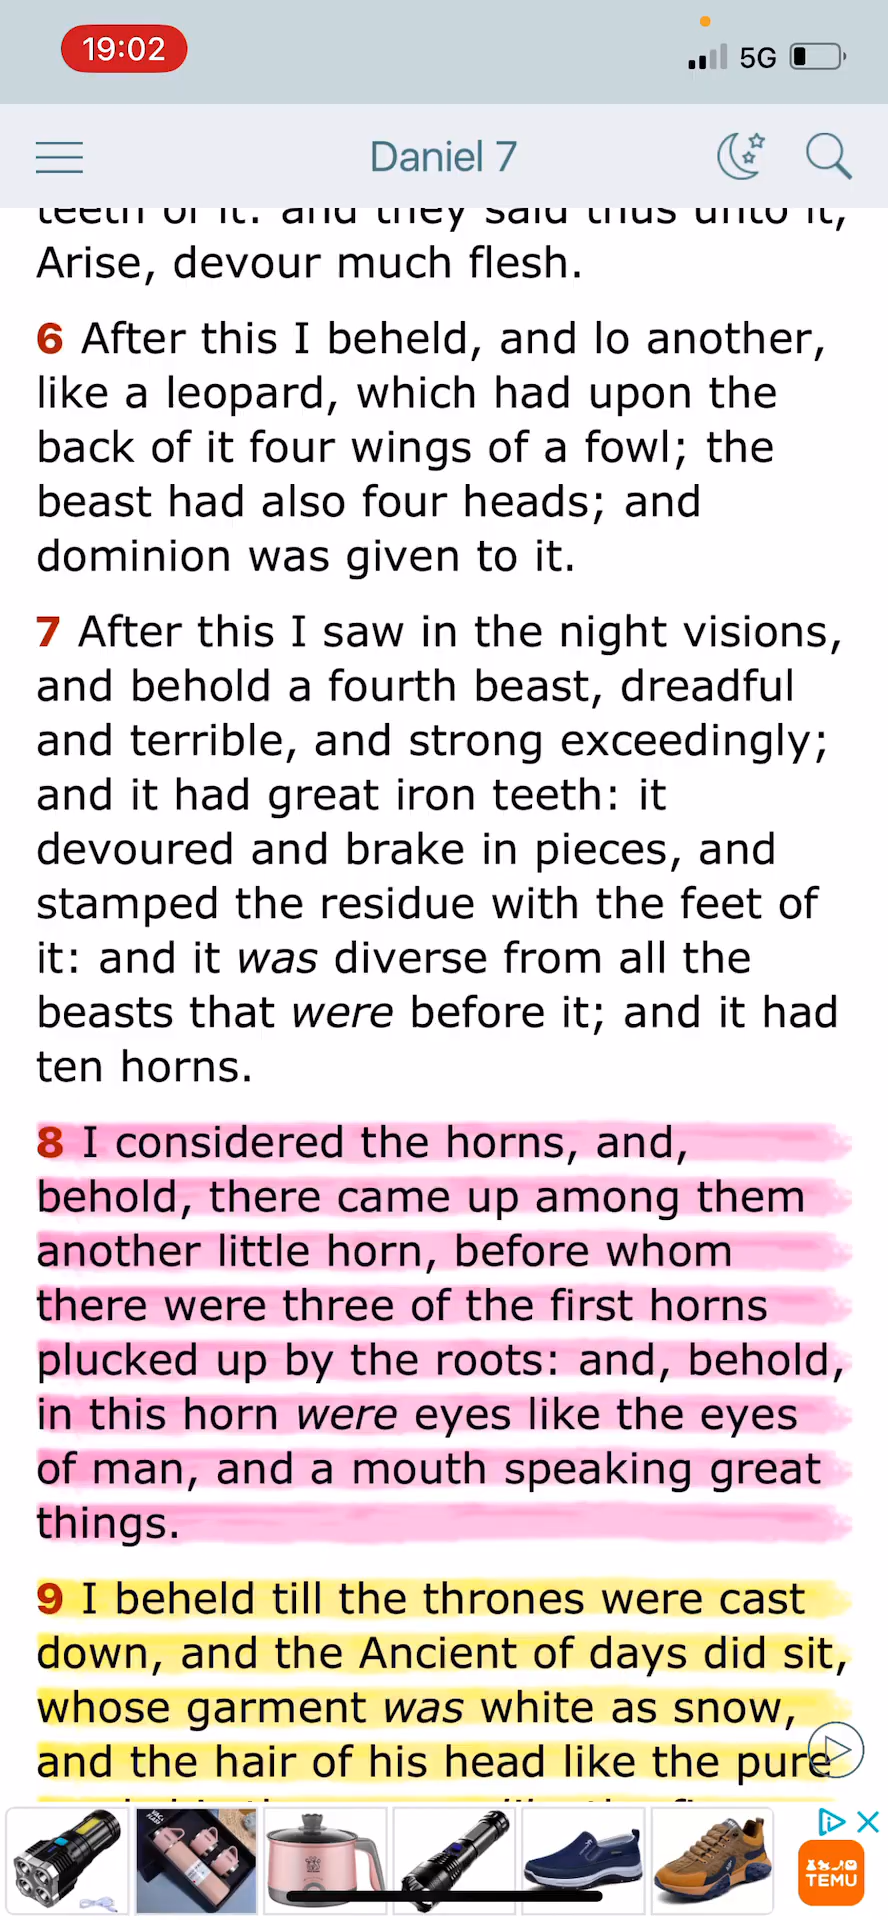 19:02
5G
Daniel 7
teeth of it: and they said thus unto it,
Arise, devour much flesh.
6 After this I beheld, and lo another,
like a leopard, which had upon the
back of it four wings of a fowl; the
beast had also four heads; and
dominion was given to it.
7 After this I saw in the night visions,
and behold a fourth beast, dreadful
and terrible, and strong exceedingly;
and it had great iron teeth: it
devoured and brake in pieces, and
stamped the residue with the feet of
it: and it was diverse from all the
beasts that were before it; and it had
ten horns.
8 I considered the horns, and,
behold, there came up among them
another little horn, before whom
there were three of the first horns
plucked up by the roots: and, behold,
in this horn were eyes like the eyes
of man, and a mouth speaking great
things.
9 I beheld till the thrones were cast
down, and the Ancient of days did sit,
whose garment was white as snow,
and the hair of his head like the pure
TEMU